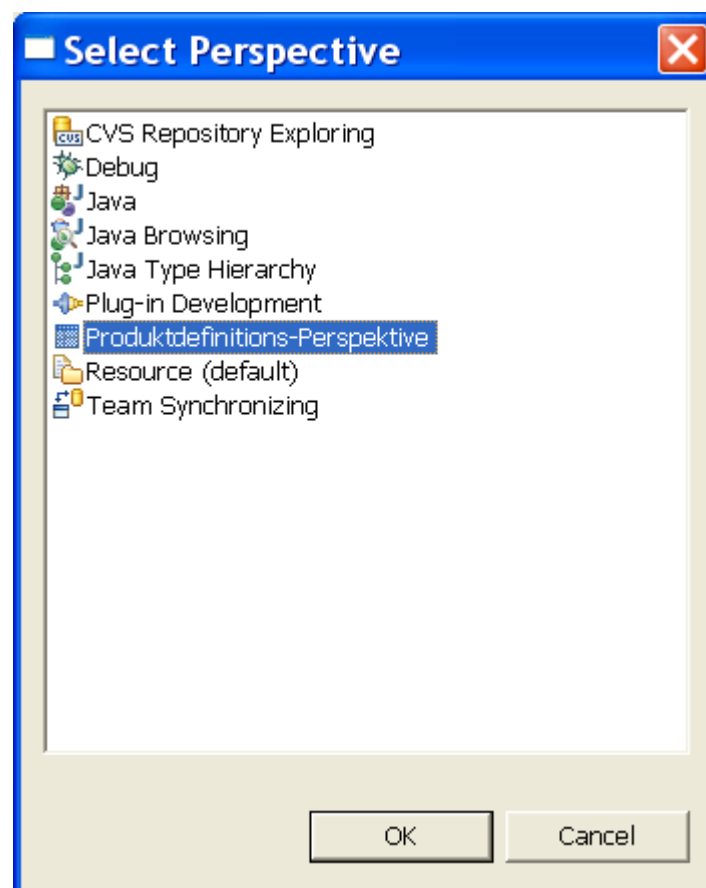 Select Perspective
CVS Repository Exploring
Debug
Java
Java Browsing
Java Type Hierarchy
Plug-in Development
Produktdefinitions-Perspektive
Resource (default)
Team Synchronizing
OK
Cancel